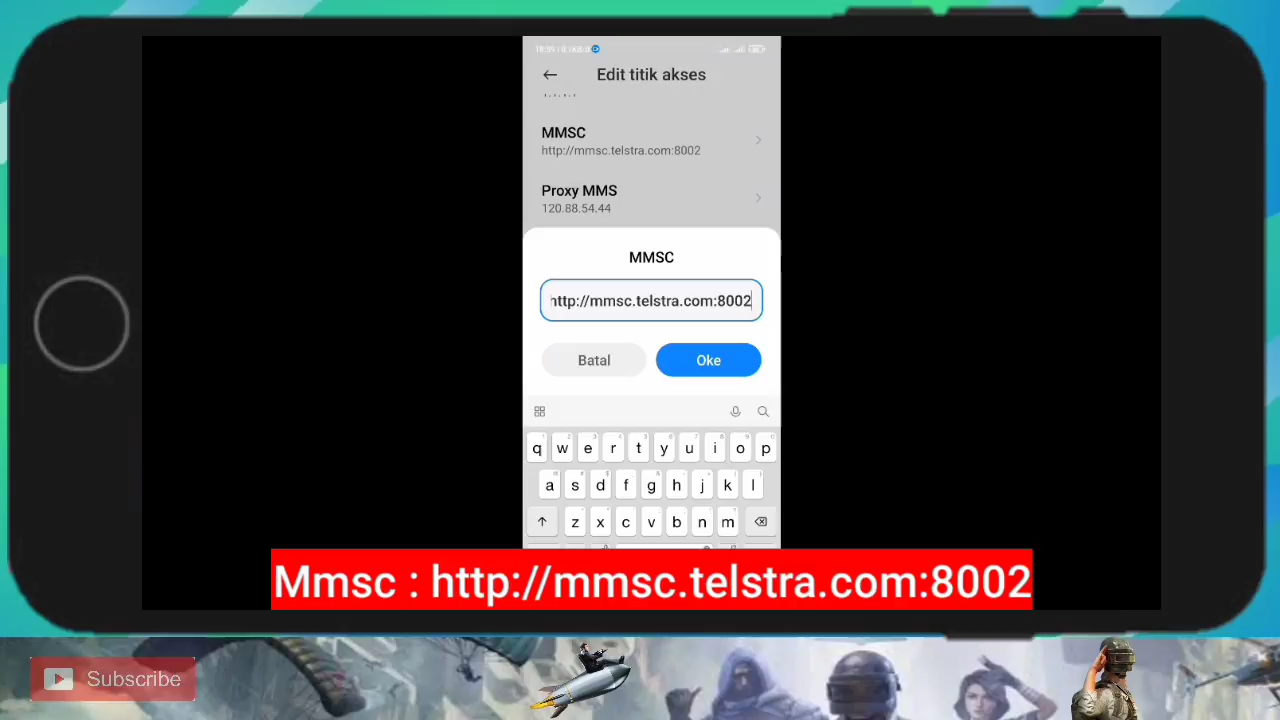 Edit titik akses
MMSC
http://mmsc.telstra.com:8002
Proxy MMS
120.88.54.44
MMSC
http://mmsc.telstra.com:8002
Batal
Oke
q w e r t y u i o p
a s d f g h j k l
z x c v b n m
Mmsc : http://mmsc.telstra.com:8002
Subscribe